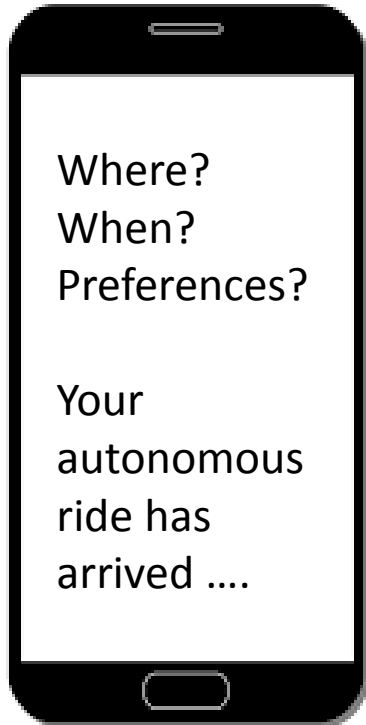 Where?
When?
Preferences?
Your
autonomous
ride has
arrived ....